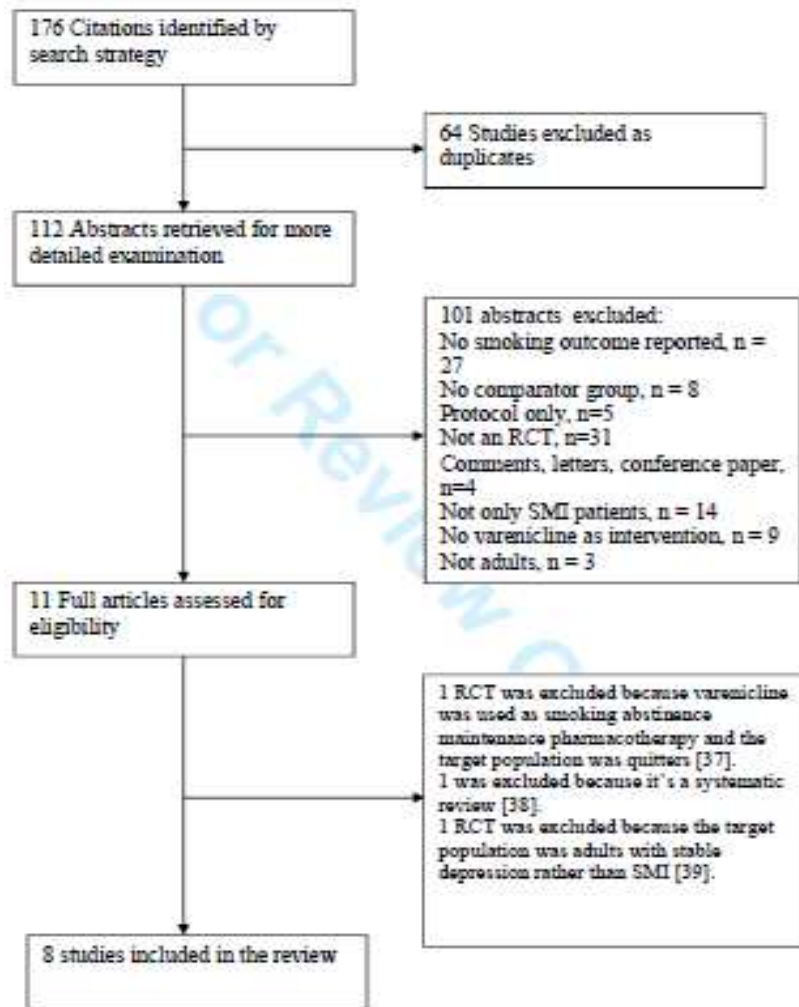 176 Citations identified by
search strategy
64 Studies excluded as
duplicates
112 Abstracts retrieved for more
detailed examination
101 abstracts excluded:
No smoking outcome reported, n =
27
No comparator group, n = 8
Protocol only, n=5
Not an RCT, n=31
Comments, letters, conference paper,
n=4
Not only SMI patients, n = 14
No varenicline as intervention, n = 9
Not adults, n = 3
11 Full articles assessed for
eligibility
1 RCT was excluded because varenicline
was used as smoking abstinence
maintenance pharmacotherapy and the
target population was quitters [37].
1 was excluded because it's a systematic
review [38].
1 RCT was excluded because the target
population was adults with stable
depression rather than SMI [39].
8 studies included in the review
or Review O